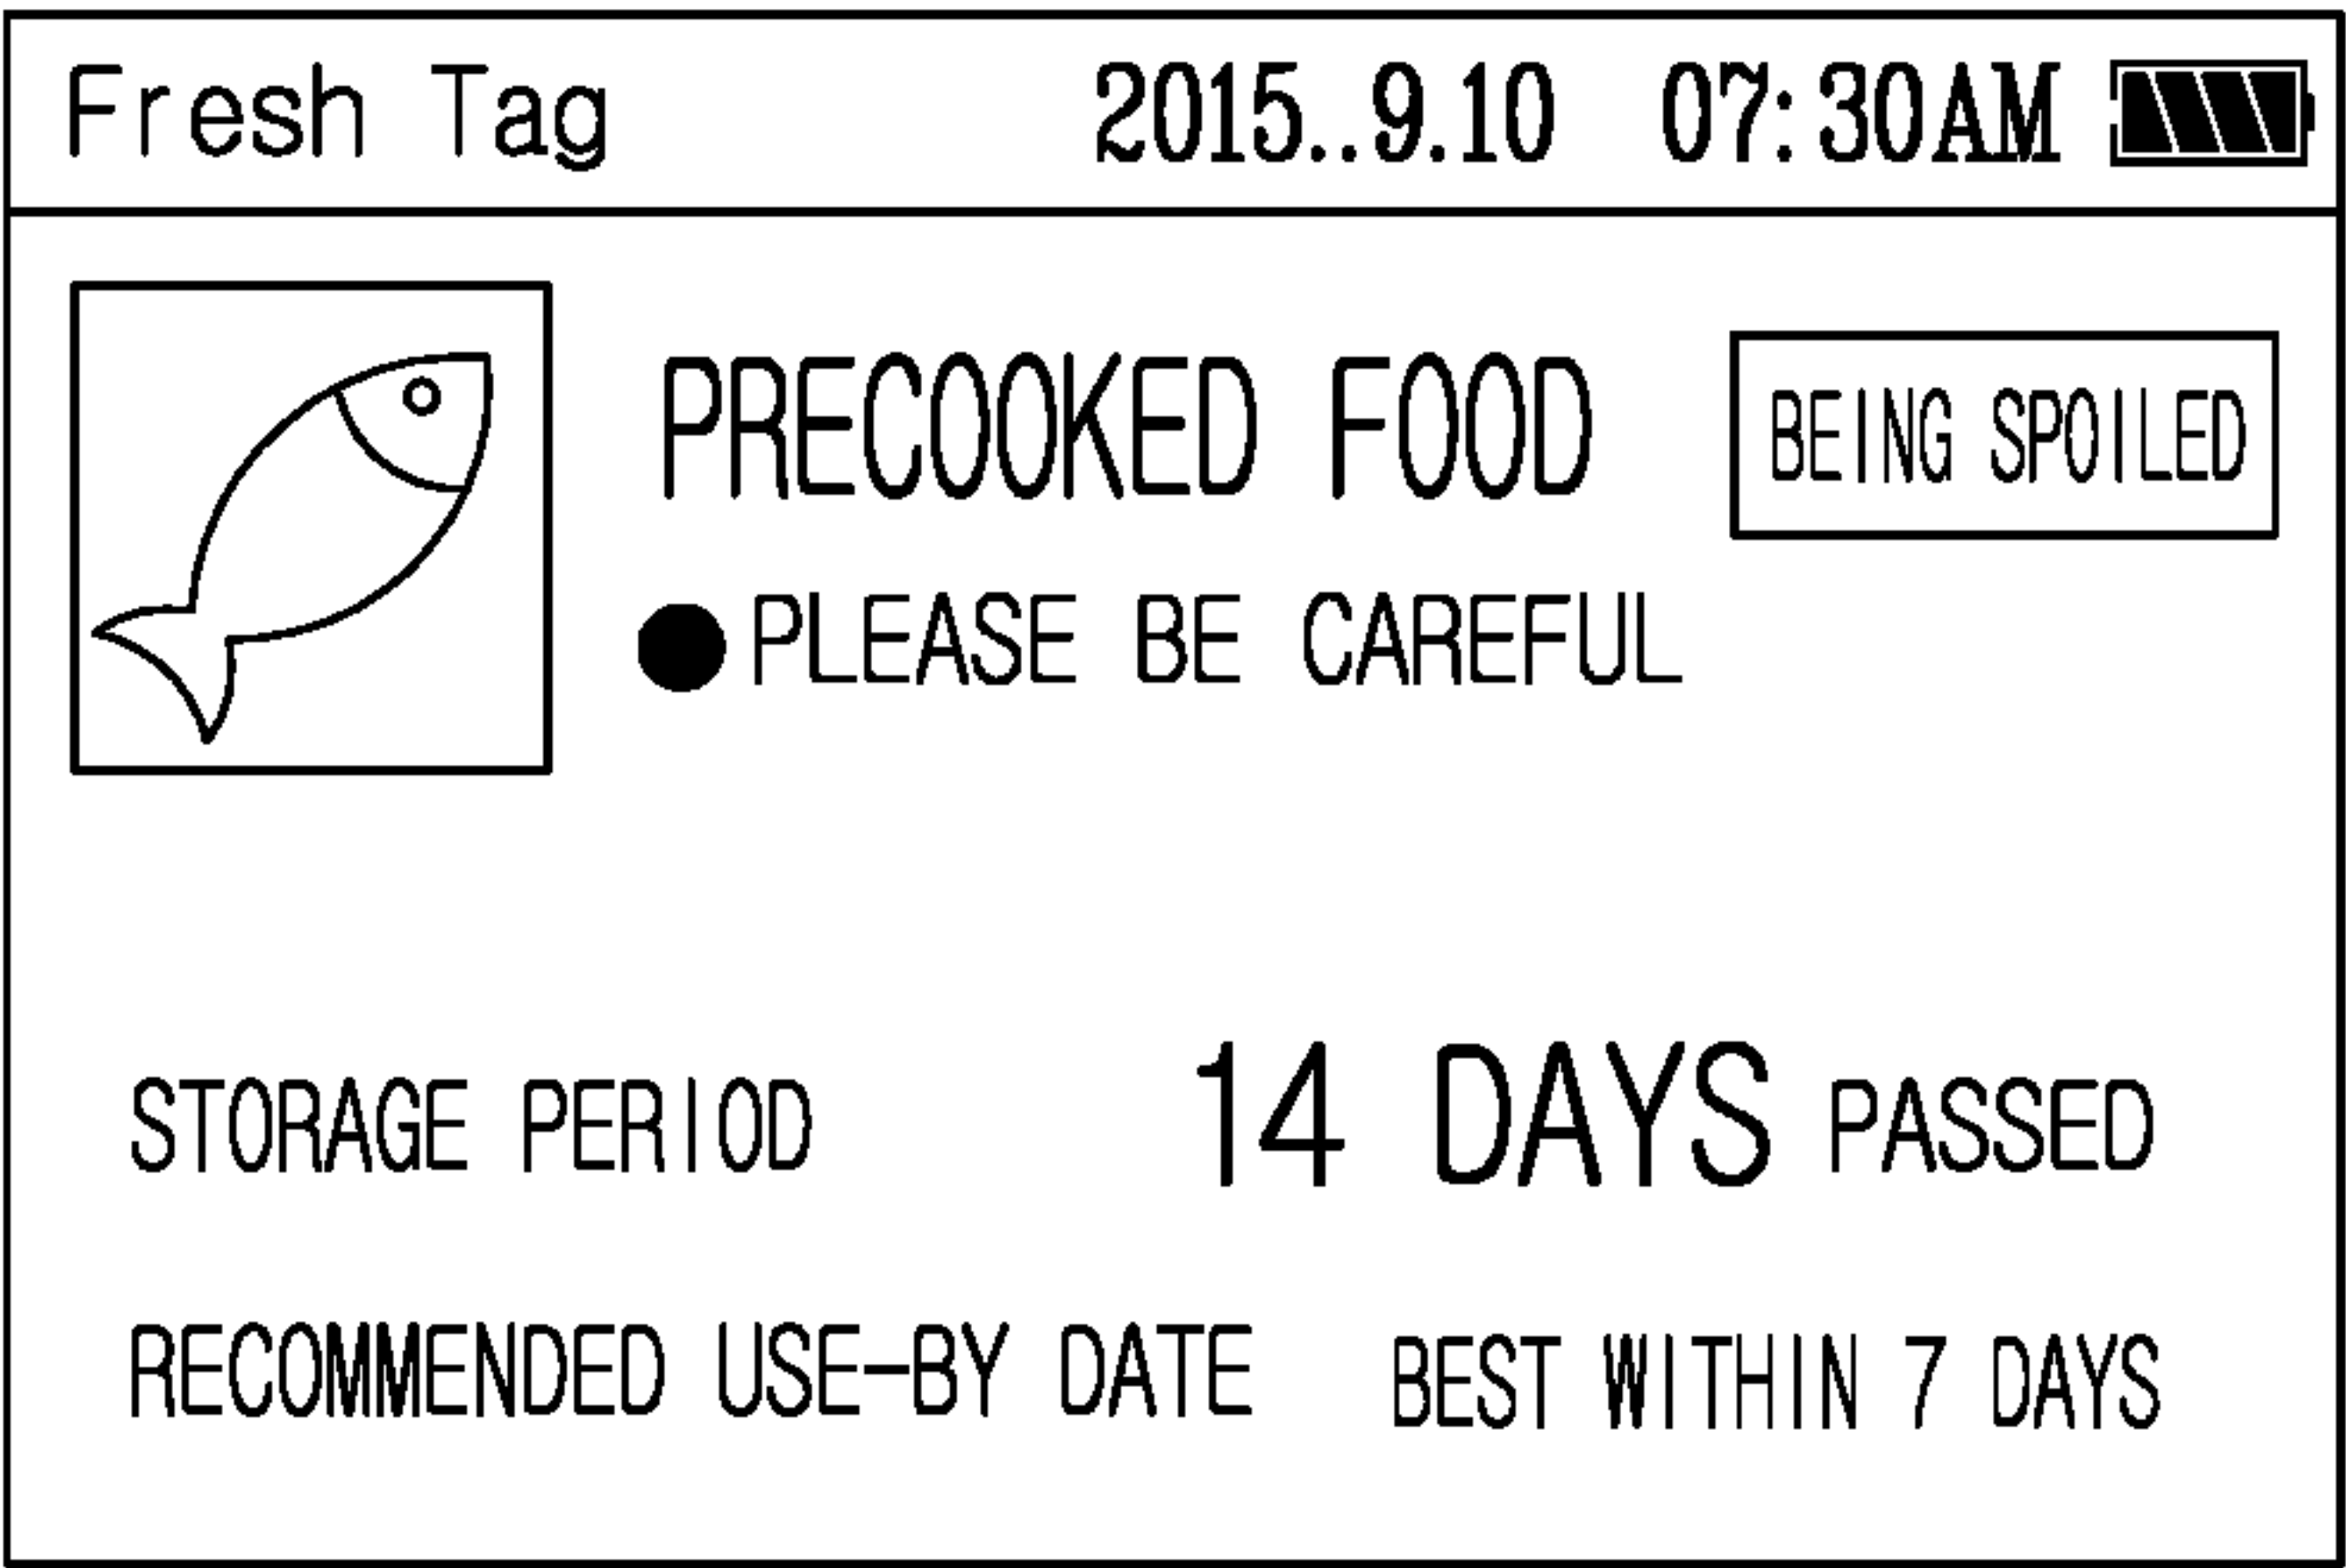 Fresh Tag 2015..9.10 07:30AM
PRECOOKED FOOD BEING SPOILED
●PLEASE BE CAREFUL
STORAGE PERIOD 14 DAYS PASSED
RECOMMENDED USE-BY DATE BEST WITHIN 7 DAYS